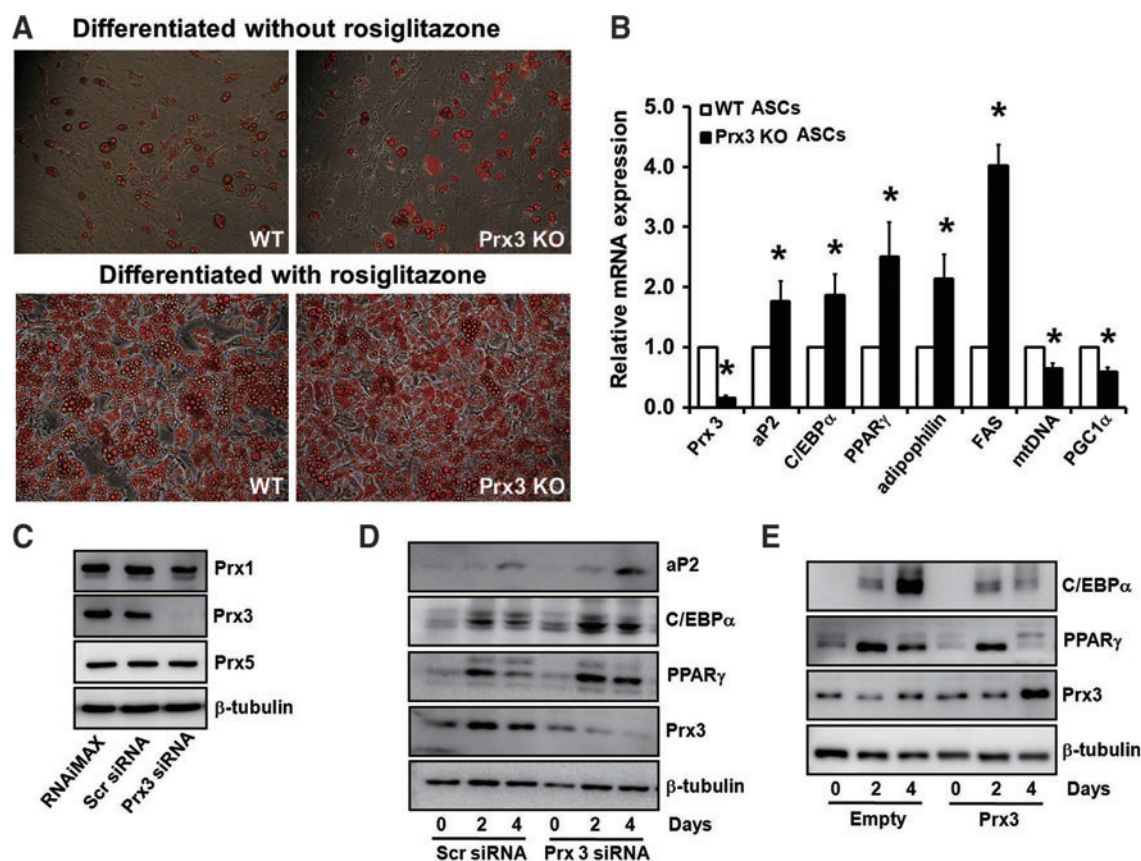 A
Differentiated without rosiglitazone
WT
Prx3 KO
Differentiated with rosiglitazone
WT
Prx3 KO
B
Relative mRNA expression
5.0
4.0
3.0
2.0
1.0
0.0
WT ASCs
Prx3 KO ASCs
*
*
*
*
*
*
*
*
Prx 3
aP2
C/EBPα
PPARγ
adipophilin
FAS
mtDNA
PGC1α
C
Prx1
Prx3
Prx5
β-tubulin
RNAiMAX
Scr siRNA
Prx3 siRNA
D
aP2
C/EBPα
PPARγ
Prx3
β-tubulin
0 2 4 0 2 4 Days
Scr siRNA Prx 3 siRNA
E
C/EBPα
PPARγ
Prx3
β-tubulin
0 2 4 0 2 4 Days
Empty Prx3